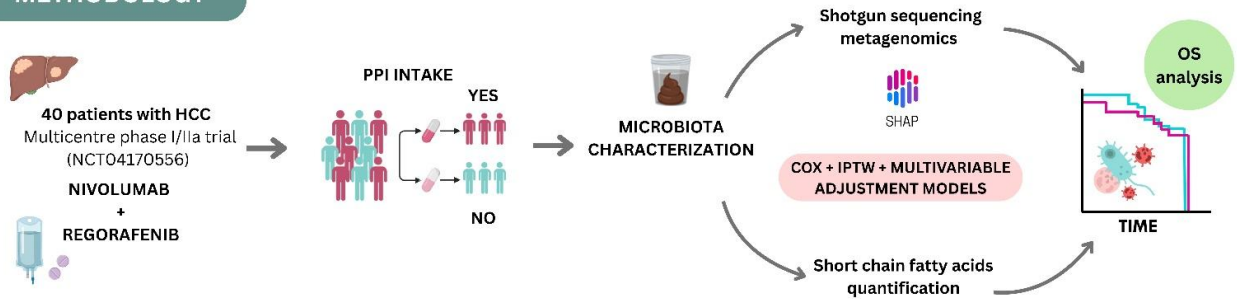 METHODOLOGY
40 patients with HCC
Multicentre phase I/IIa trial
(NCT04170556)
NIVOLUMAB
+
REGORAFENIB
PPI INTAKE
YES
NO
MICROBIOTA
CHARACTERIZATION
Shotgun sequencing
metagenomics
SHAP
COX + IPTW + MULTIVARIABLE
ADJUSTMENT MODELS
Short chain fatty acids
quantification
OS
analysis
TIME